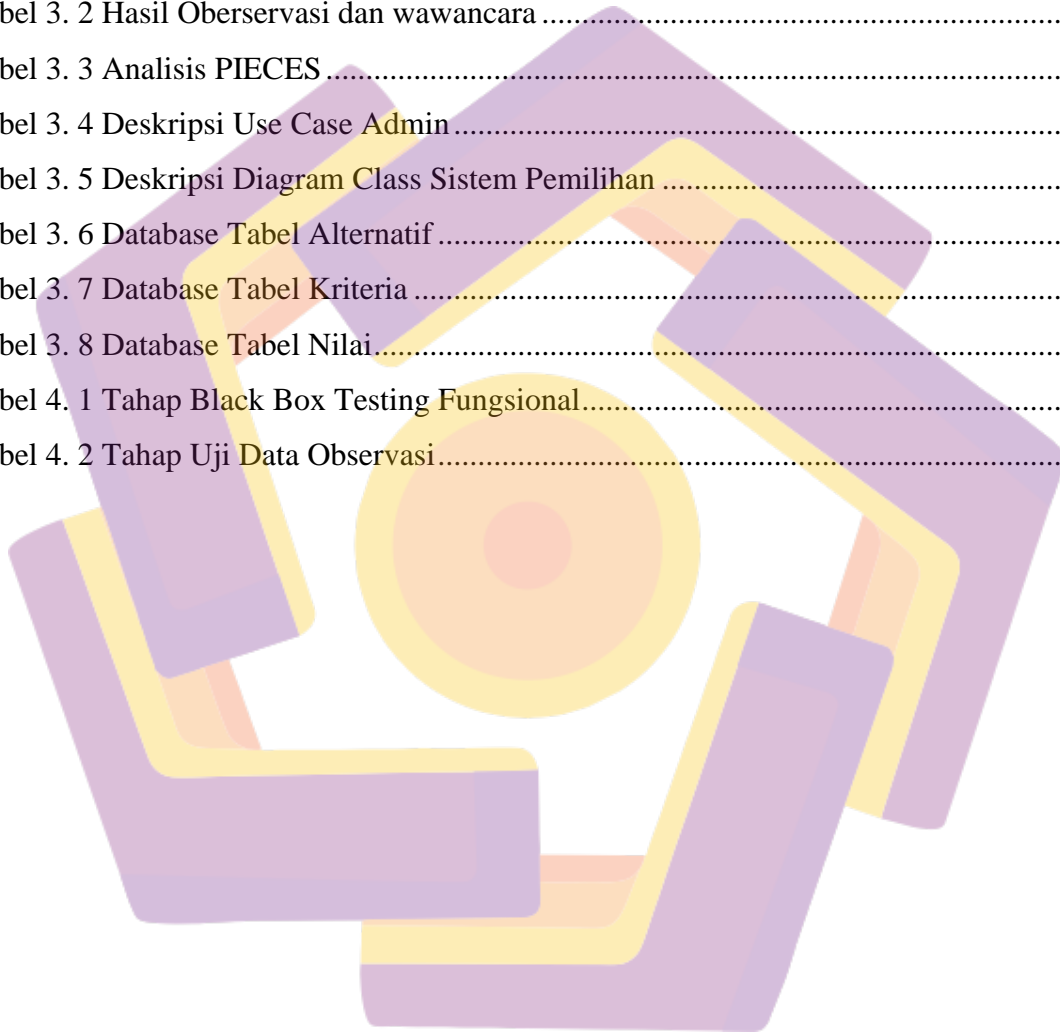 bel 3. 2 Hasil Oberservasi dan wawancara ..........................................................................
bel 3. 3 Analisis PIECES ..........................................................................
bel 3. 4 Deskripsi Use Case Admin ..........................................................................
bel 3. 5 Deskripsi Diagram Class Sistem Pemilihan ..........................................................................
bel 3. 6 Database Tabel Alternatif ..........................................................................
bel 3. 7 Database Tabel Kriteria ..........................................................................
bel 3. 8 Database Tabel Nilai ..........................................................................
bel 4. 1 Tahap Black Box Testing Fungsional ..........................................................................
bel 4. 2 Tahap Uji Data Observasi ..........................................................................